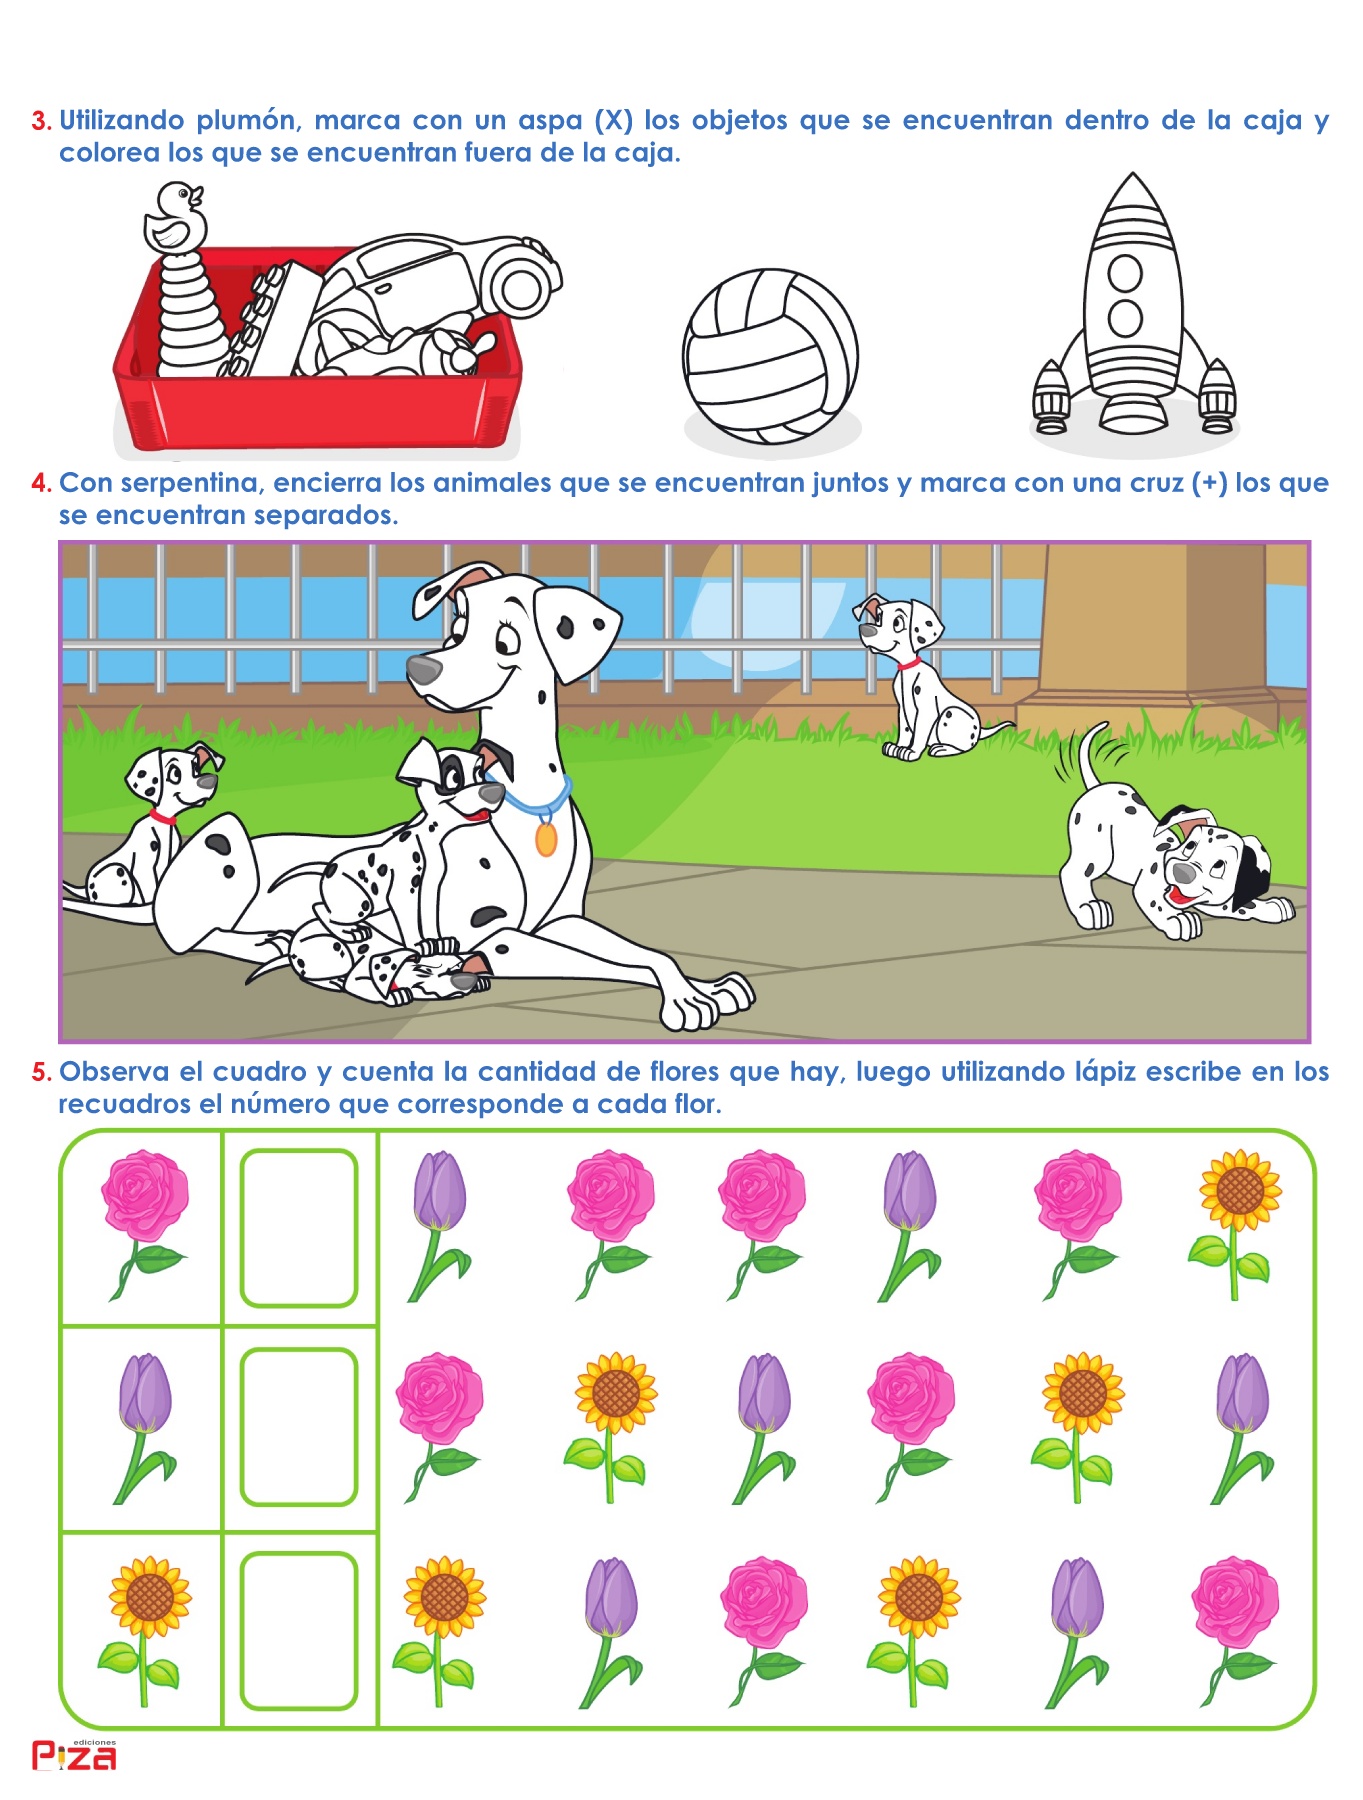 3. Utilizando plumón, marca con un aspa (X) los objetos que se encuentran dentro de la caja y
colorea los que se encuentran fuera de la caja.
4. Con serpentina, encierra los animales que se encuentran juntos y marca con una cruz (+) los que
se encuentran separados.
5. Observa el cuadro y cuenta la cantidad de flores que hay, luego utilizando lápiz escribe en los
recuadros el número que corresponde a cada flor.
ediciones
Piza